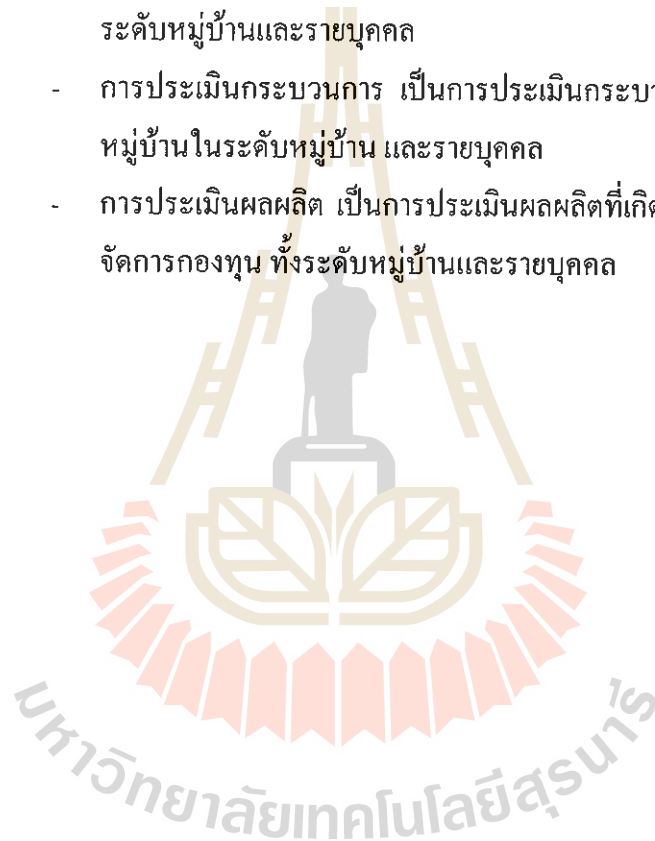 ระดับหมู่บ้านและรายบุคคล
- การประเมินกระบวนการ เป็นการประเมินกระบว
หมู่บ้านในระดับหมู่บ้าน และรายบุคคล
- การประเมินผลผลิต เป็นการประเมินผลผลิตที่เกิด
จัดการกองทุน ทั้งระดับหมู่บ้านและรายบุคคล
มหาวิทยาลัยเทคโนโลยีสุรนารี